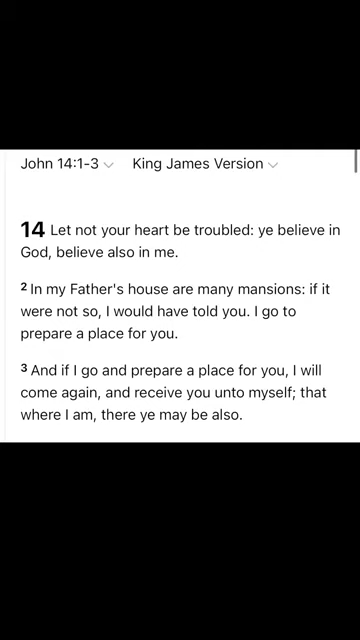 John 14:1-3 King James Version
14 Let not your heart be troubled: ye believe in
God, believe also in me.
2 In my Father's house are many mansions: if it
were not so, I would have told you. I go to
prepare a place for you.
3 And if I go and prepare a place for you, I will
come again, and receive you unto myself; that
where I am, there ye may be also.